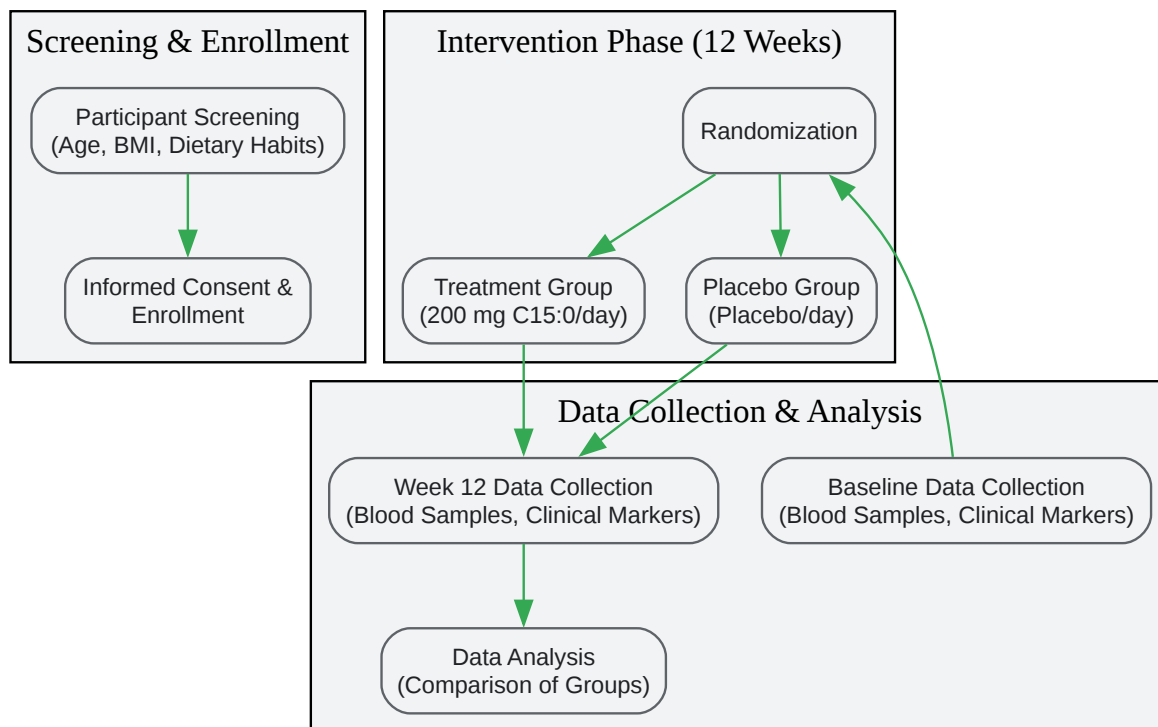 Screening & Enrollment
Participant Screening
(Age, BMI, Dietary Habits)
Informed Consent &
Enrollment
Intervention Phase (12 Weeks)
Randomization
Treatment Group
(200 mg C15:0/day)
Placebo Group
(Placebo/day)
Data Collection & Analysis
Week 12 Data Collection
(Blood Samples, Clinical Markers)
Baseline Data Collection
(Blood Samples, Clinical Markers)
Data Analysis
(Comparison of Groups)